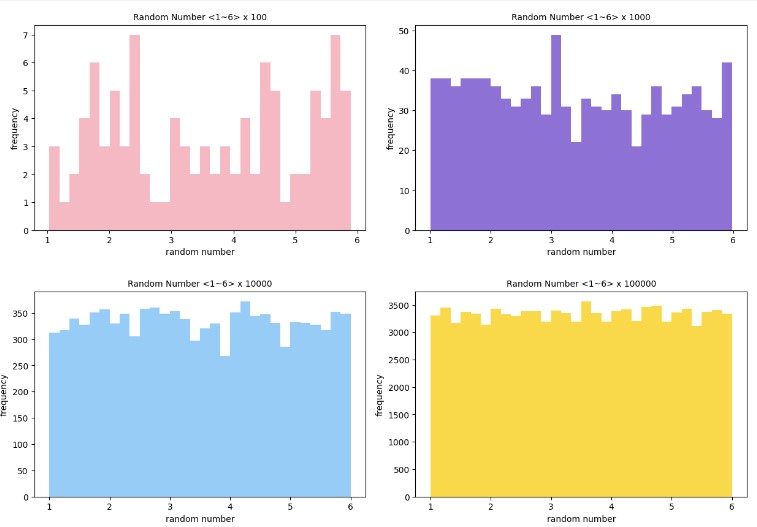 Random Number <1~6> x 100
7
6
5
4
3
2
1
0
frequency
1 2 3 4 5 6
random number
Random Number <1~6> x 1000
50
40
30
20
10
0
frequency
1 2 3 4 5 6
random number
Random Number <1~6> x 10000
350
300
250
200
150
100
50
0
frequency
1 2 3 4 5 6
random number
Random Number <1~6> x 100000
3500
3000
2500
2000
1500
1000
500
0
frequency
1 2 3 4 5 6
random number